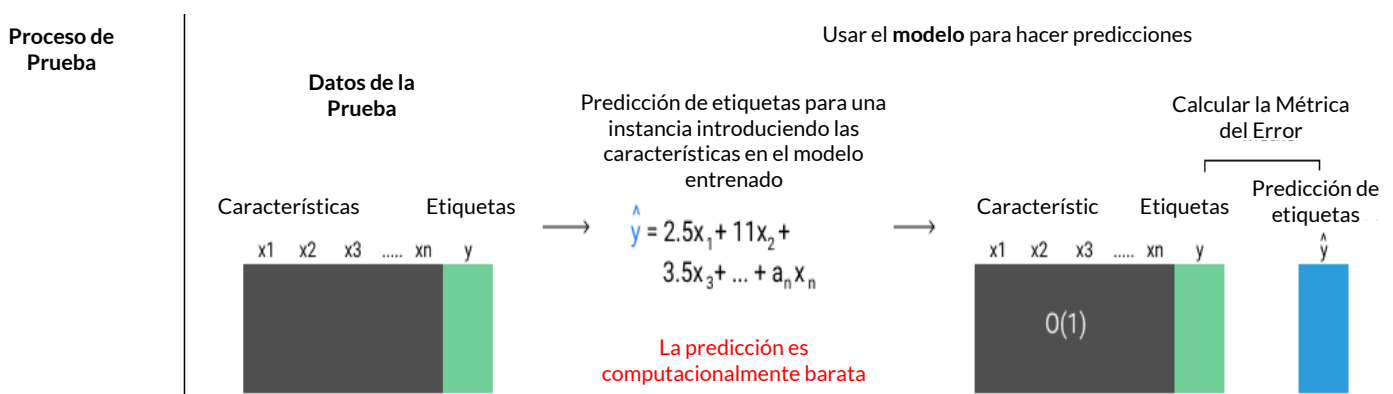 Proceso de
Prueba
Usar el modelo para hacer predicciones
Datos de la
Prueba
Predicción de etiquetas para una
instancia introduciendo las
características en el modelo
entrenado
Calcular la Métrica
del Error
Características
Etiquetas
ŷ = 2.5x₁ + 11x₂ +
3.5x₃ + ... + aₙxₙ
Característic
Etiquetas
Predicción de
etiquetas
x1 x2 x3 ..... xn y
x1 x2 x3 ..... xn y
ŷ
O(1)
La predicción es
computacionalmente barata